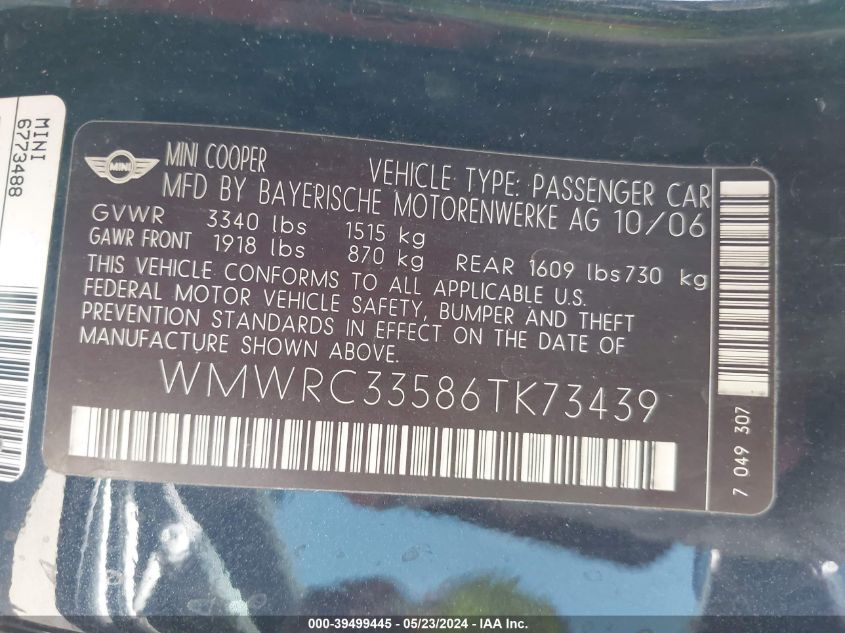 MINI
6773488
MINI
MINI COOPER VEHICLE TYPE: PASSENGER CAR
MFD BY BAYERISCHE MOTORENWERKE AG 10/06
GVWR 3340 lbs 1515 kg
GAWR FRONT 1918 lbs 870 kg REAR 1609 lbs 730 kg
THIS VEHICLE CONFORMS TO ALL APPLICABLE U.S.
FEDERAL MOTOR VEHICLE SAFETY, BUMPER AND THEFT
PREVENTION STANDARDS IN EFFECT ON THE DATE OF
MANUFACTURE SHOWN ABOVE.
WMWRC33586TK73439
7 049 307
000-39499445 - 05/23/2024 - IAA Inc.